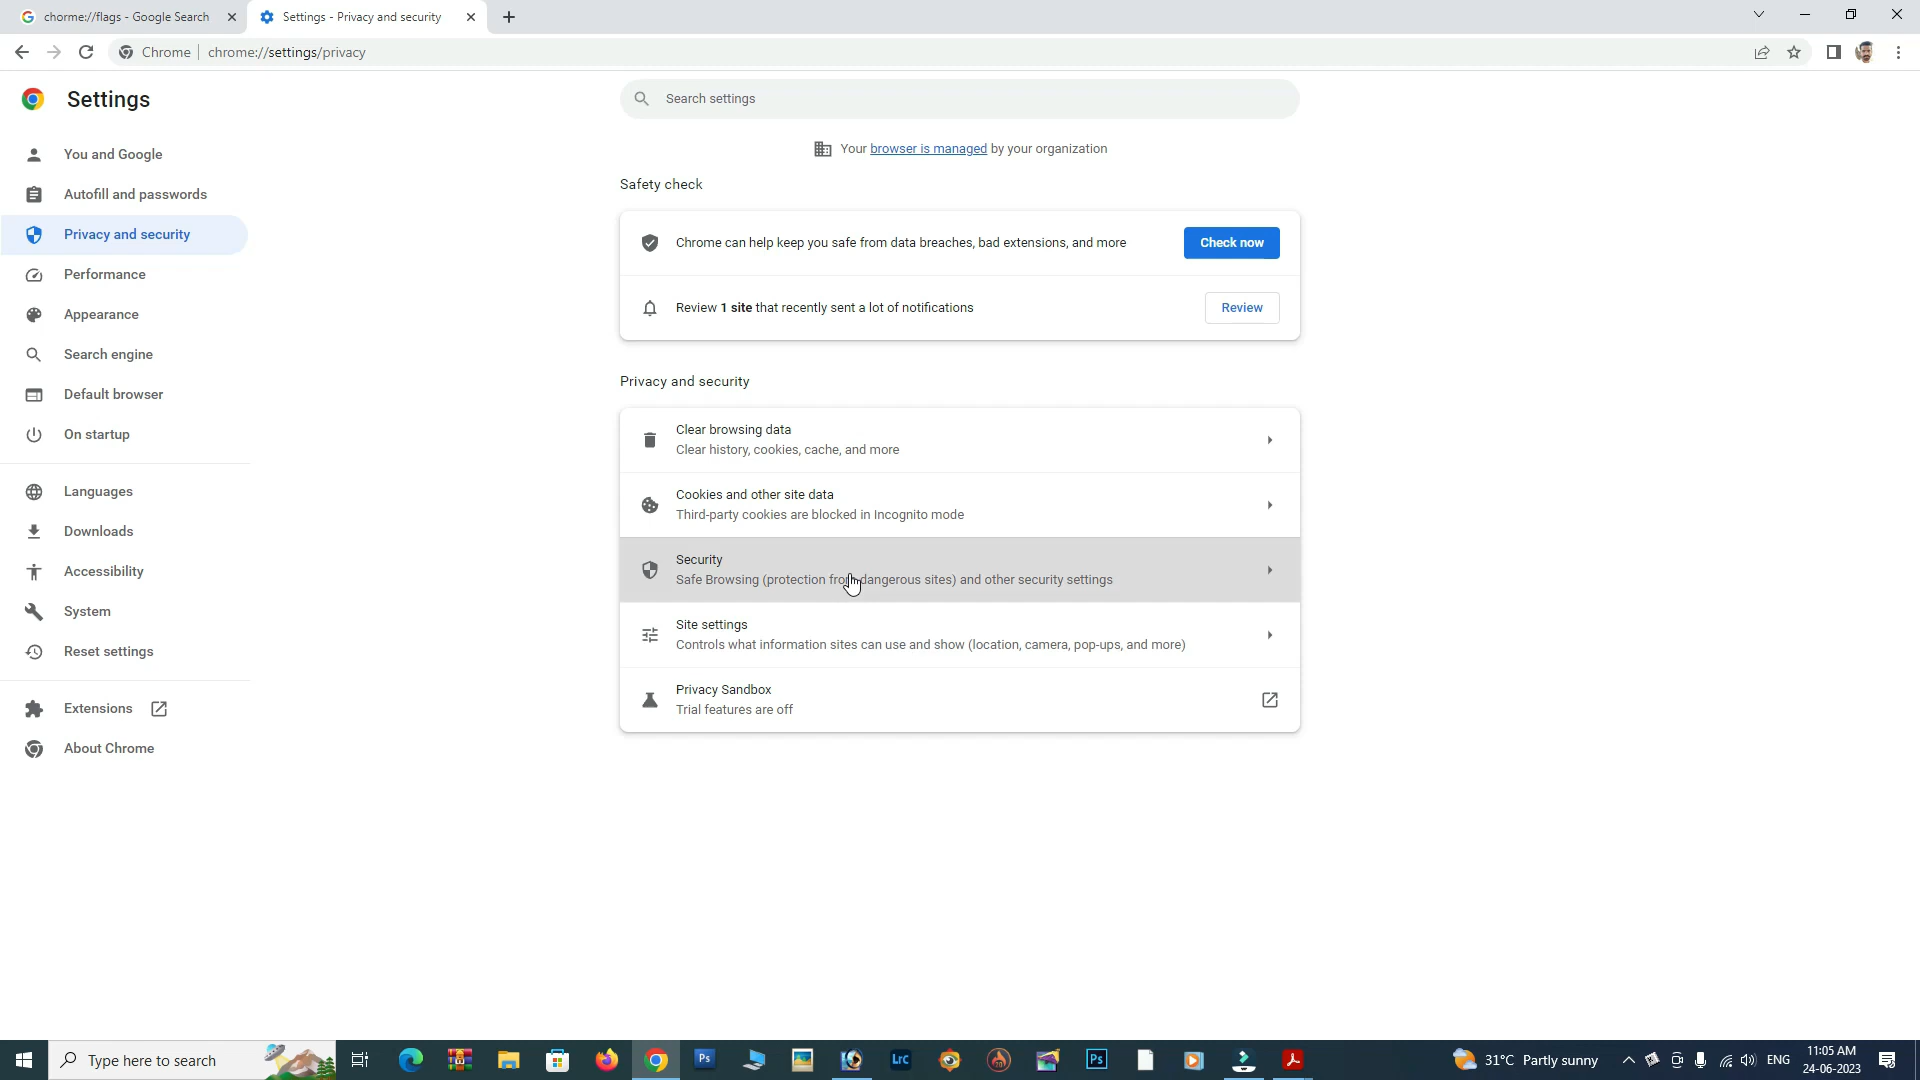 chorme://flags - Google Search
Settings - Privacy and security
Chrome
chrome://settings/privacy
Settings
Search settings
You and Google
Autofill and passwords
Privacy and security
Performance
Appearance
Search engine
Default browser
On startup
Languages
Downloads
Accessibility
System
Reset settings
Extensions
About Chrome
Your browser is managed by your organization
Safety check
Chrome can help keep you safe from data breaches, bad extensions, and more
Check now
Review 1 site that recently sent a lot of notifications
Review
Privacy and security
Clear browsing data
Clear history, cookies, cache, and more
Cookies and other site data
Third-party cookies are blocked in Incognito mode
Security
Safe Browsing (protection from dangerous sites) and other security settings
Site settings
Controls what information sites can use and show (location, camera, pop-ups, and more)
Privacy Sandbox
Trial features are off
Type here to search
Ps
LrC
Ps
31°C Partly sunny
ENG
11:05 AM
24-06-2023